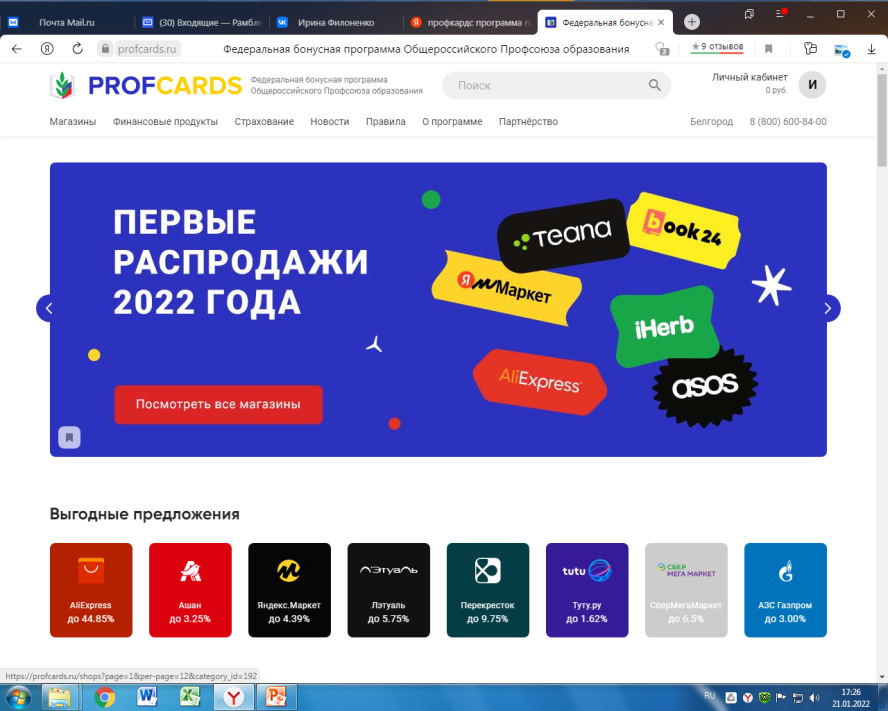 Почта Mail.ru
(30) Входящие — Рамбле
Ирина Филоненко
профкардс программа п
Федеральная бонусна
profcards.ru
Федеральная бонусная программа Общероссийского Профсоюза образования
2
★ 9 отзывов
PROFCARDS
Федеральная бонусная программа
Общероссийского Профсоюза образования
Поиск
Личный кабинет
0 руб.
И
Магазины Финансовые продукты Страхование Новости Правила О программе Партнёрство
Белгород 8 (800) 600-84-00
ПЕРВЫЕ
РАСПРОДАЖИ
2022 ГОДА
Teana
book 24
Я Маркет
iHerb
AliExpress
asos
Посмотреть все магазины
Выгодные предложения
AliExpress
до 44.85%
Ашан
до 3.25%
Яндекс.Маркет
до 4.39%
Л'Этуаль
Лэтуаль
до 5.75%
Перекресток
до 9.75%
tutu
Туту.ру
до 1.62%
СБЕР
МЕГА МАРКЕТ
СберМегаМаркет
до 6.5%
АЗС Газпром
до 3.00%
https://profcards.ru/shops?page=1&per-page=12&category_id=192
RU
17:26
21.01.2022